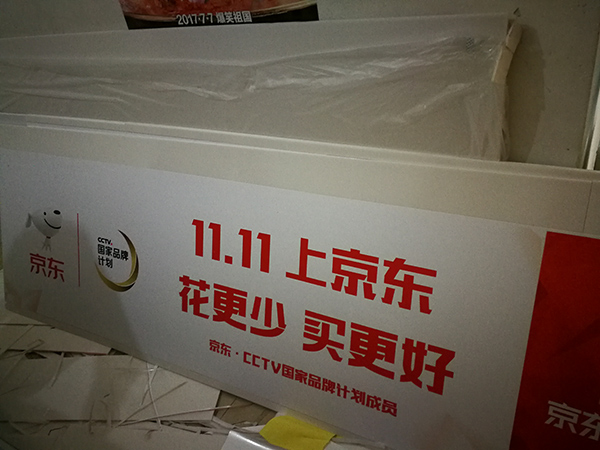 2017·7·7 爆笑祖国
京东
CCTV.
国家品牌
计划
11.11 上京东
花更少 买更好
京东·CCTV国家品牌计划成员
京东